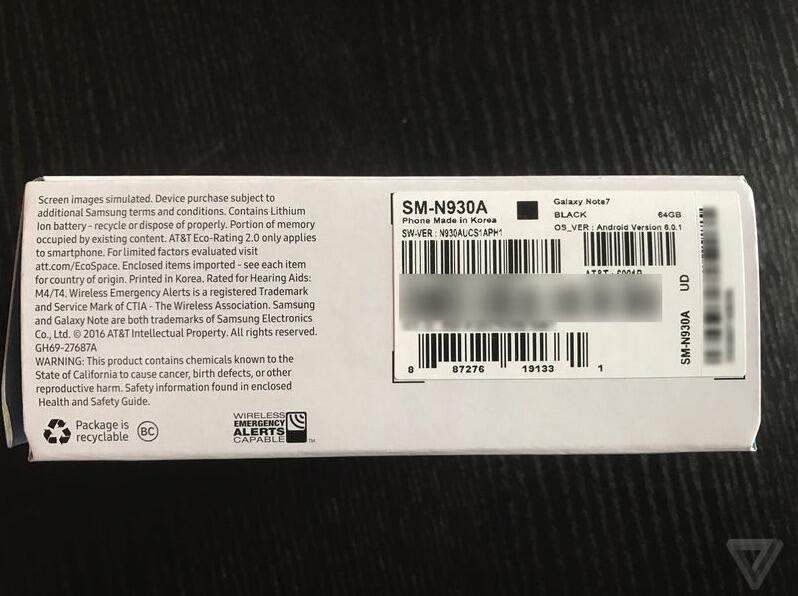 Screen images simulated. Device purchase subject to
additional Samsung terms and conditions. Contains Lithium
Ion battery - recycle or dispose of properly. Portion of memory
occupied by existing content. AT&T Eco-Rating 2.0 only applies
to smartphone. For limited factors evaluated visit
att.com/EcoSpace. Enclosed items imported - see each item
for country of origin. Printed in Korea. Rated for Hearing Aids:
M4/T4. Wireless Emergency Alerts is a registered Trademark
and Service Mark of CTIA - The Wireless Association. Samsung
and Galaxy Note are both trademarks of Samsung Electronics
Co., Ltd. © 2016 AT&T Intellectual Property. All rights reserved.
GH69-27687A
WARNING: This product contains chemicals known to the
State of California to cause cancer, birth defects, or other
reproductive harm. Safety information found in enclosed
Health and Safety Guide.
Package is
recyclable
BC
WIRELESS
EMERGENCY
ALERTS
CAPABLE TM
SM-N930A
Phone Made in Korea
SW-VER : N930AUCS1APH1
Galaxy Note7
BLACK 64GB
OS_VER : Android Version 6.0.1
8 87276 19133 1
SM-N930A UD